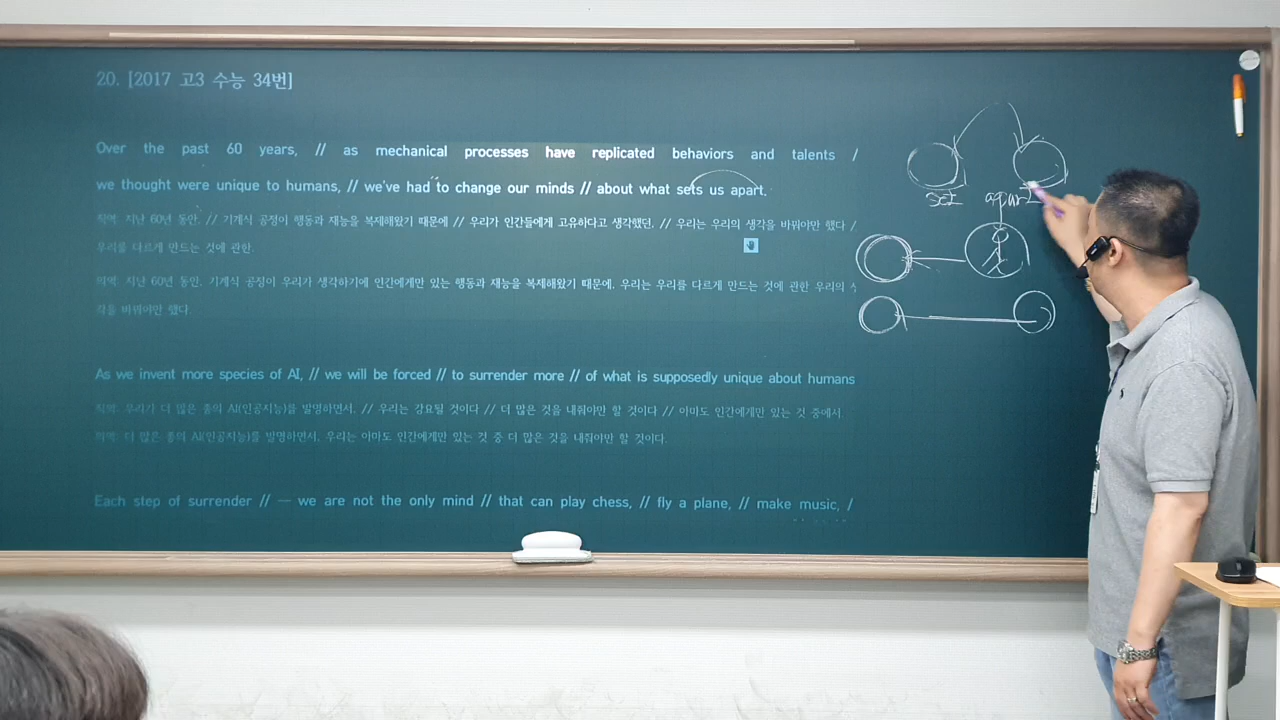 20. [2017 고3 수능 34번]
Over the past 60 years, // as mechanical processes have replicated behaviors and talents /
we thought were unique to humans, // we've had to change our minds // about what sets us apart.
직역: 지난 60년 동안, // 기계식 공정이 행동과 재능을 복제해왔기 때문에 // 우리가 인간들에게 고유하다고 생각했던, // 우리는 우리의 생각을 바꿔야만 했다 /
우리를 다르게 만드는 것에 관한.
의역: 지난 60년 동안, 기계식 공정이 우리가 생각하기에 인간에게만 있는 행동과 재능을 복제해왔기 때문에, 우리는 우리를 다르게 만드는 것에 관한 우리의 생
각을 바꿔야만 했다.
As we invent more species of AI, // we will be forced // to surrender more // of what is supposedly unique about humans
직역: 우리가 더 많은 종의 AI(인공지능)를 발명하면서, // 우리는 강요될 것이다 // 더 많은 것을 내줘야만 할 것이다 // 아마도 인간에게만 있는 것 중에서
의역: 더 많은 종의 AI(인공지능)를 발명하면서, 우리는 아마도 인간에게만 있는 것 중 더 많은 것을 내줘야만 할 것이다.
Each step of surrender // — we are not the only mind // that can play chess, // fly a plane, // make music, /
set apart